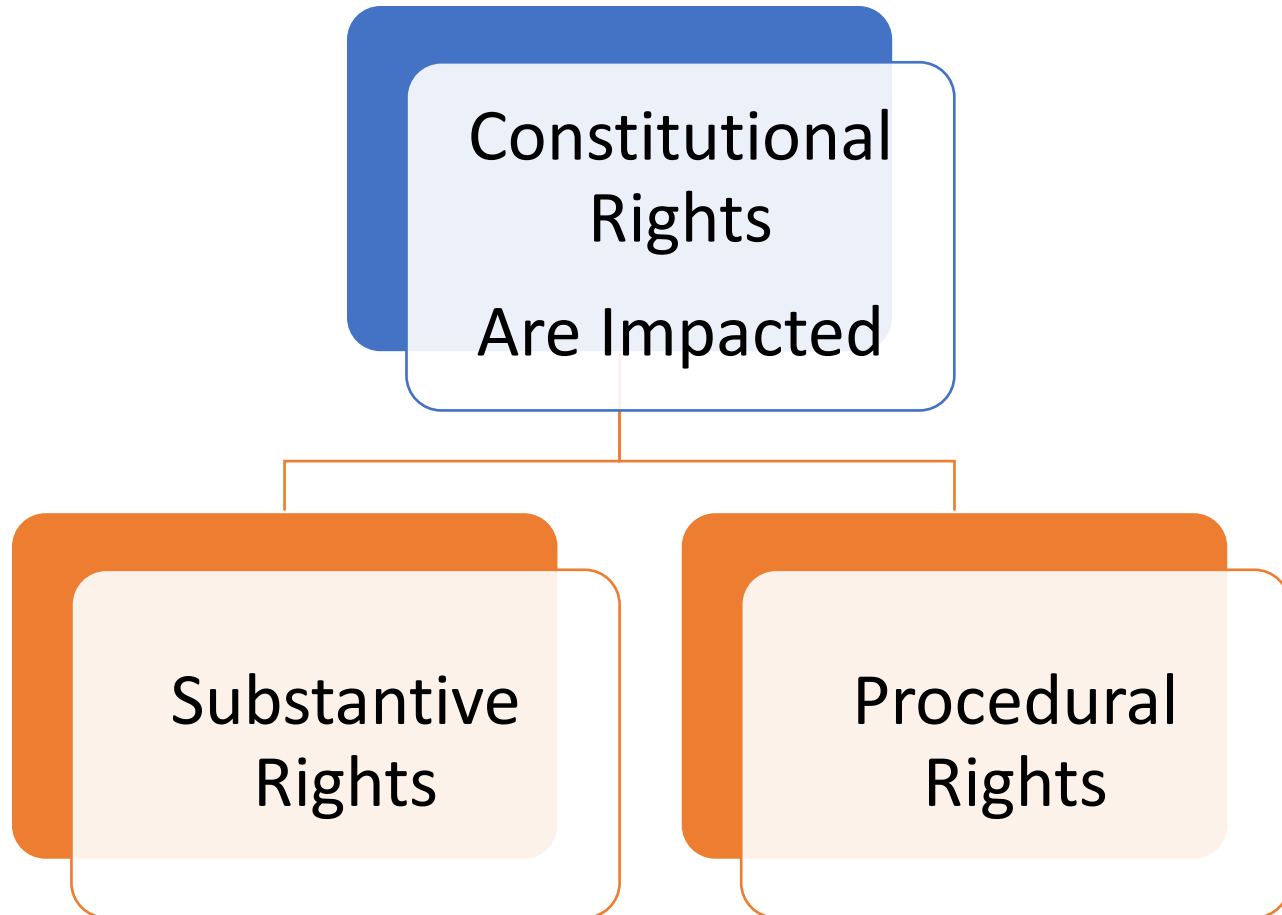 Constitutional
Rights
Are Impacted
Substantive
Rights
Procedural
Rights